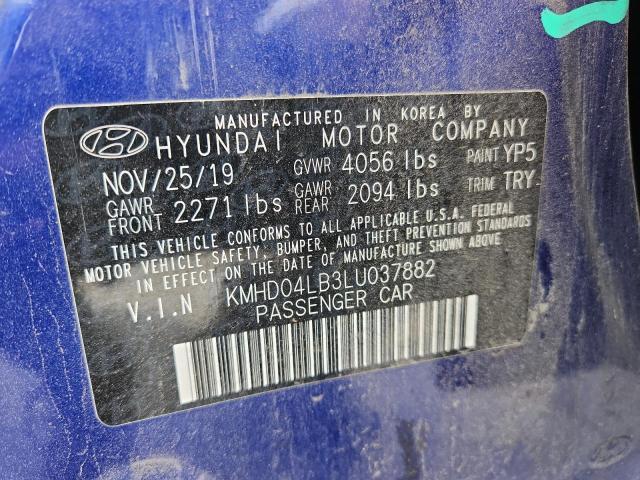 MANUFACTURED IN KOREA BY
HYUNDAI MOTOR COMPANY
NOV/25/19 GVWR 4056 lbs PAINT YP5
GAWR FRONT 2271 lbs GAWR REAR 2094 lbs TRIM TRY
THIS VEHICLE CONFORMS TO ALL APPLICABLE U.S.A. FEDERAL
MOTOR VEHICLE SAFETY, BUMPER, AND THEFT PREVENTION STANDARDS
IN EFFECT ON THE DATE OF MANUFACTURE SHOWN ABOVE.
V.I.N KMHD04LB3LU037882
PASSENGER CAR